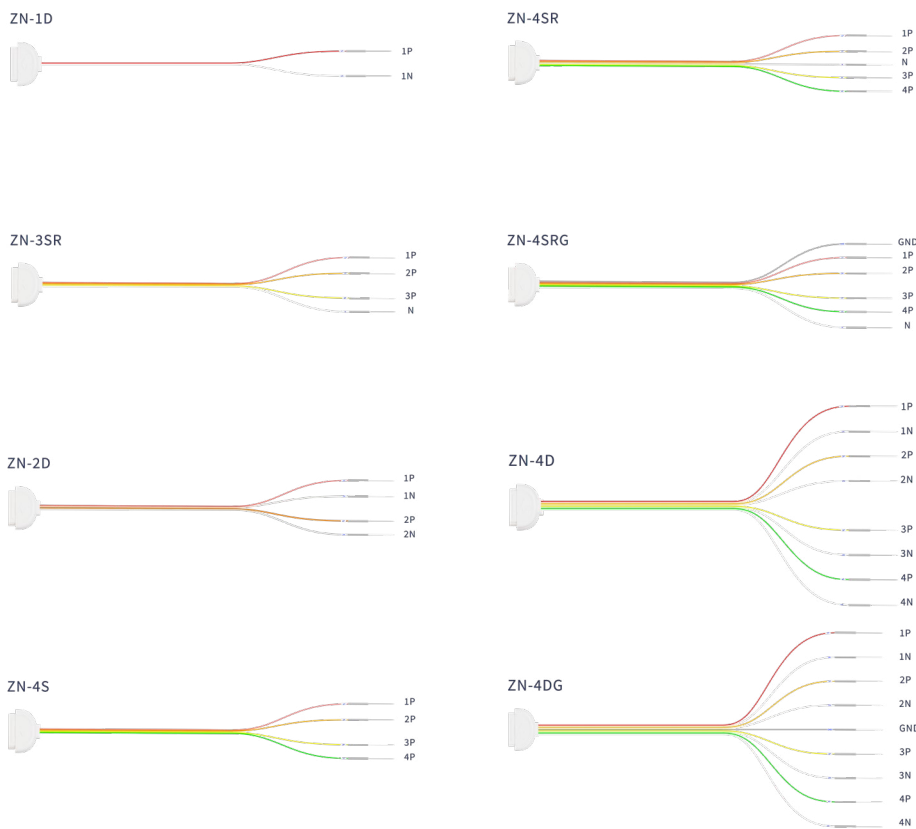 ZN-1D
1P
1N
ZN-4SR
1P
2P
N
3P
4P
ZN-3SR
1P
2P
3P
N
ZN-4SRG
GND
1P
2P
3P
4P
N
ZN-2D
1P
1N
2P
2N
ZN-4D
1P
1N
2P
2N
3P
3N
4P
4N
ZN-4S
1P
2P
3P
4P
ZN-4DG
1P
1N
2P
2N
GND
3P
3N
4P
4N